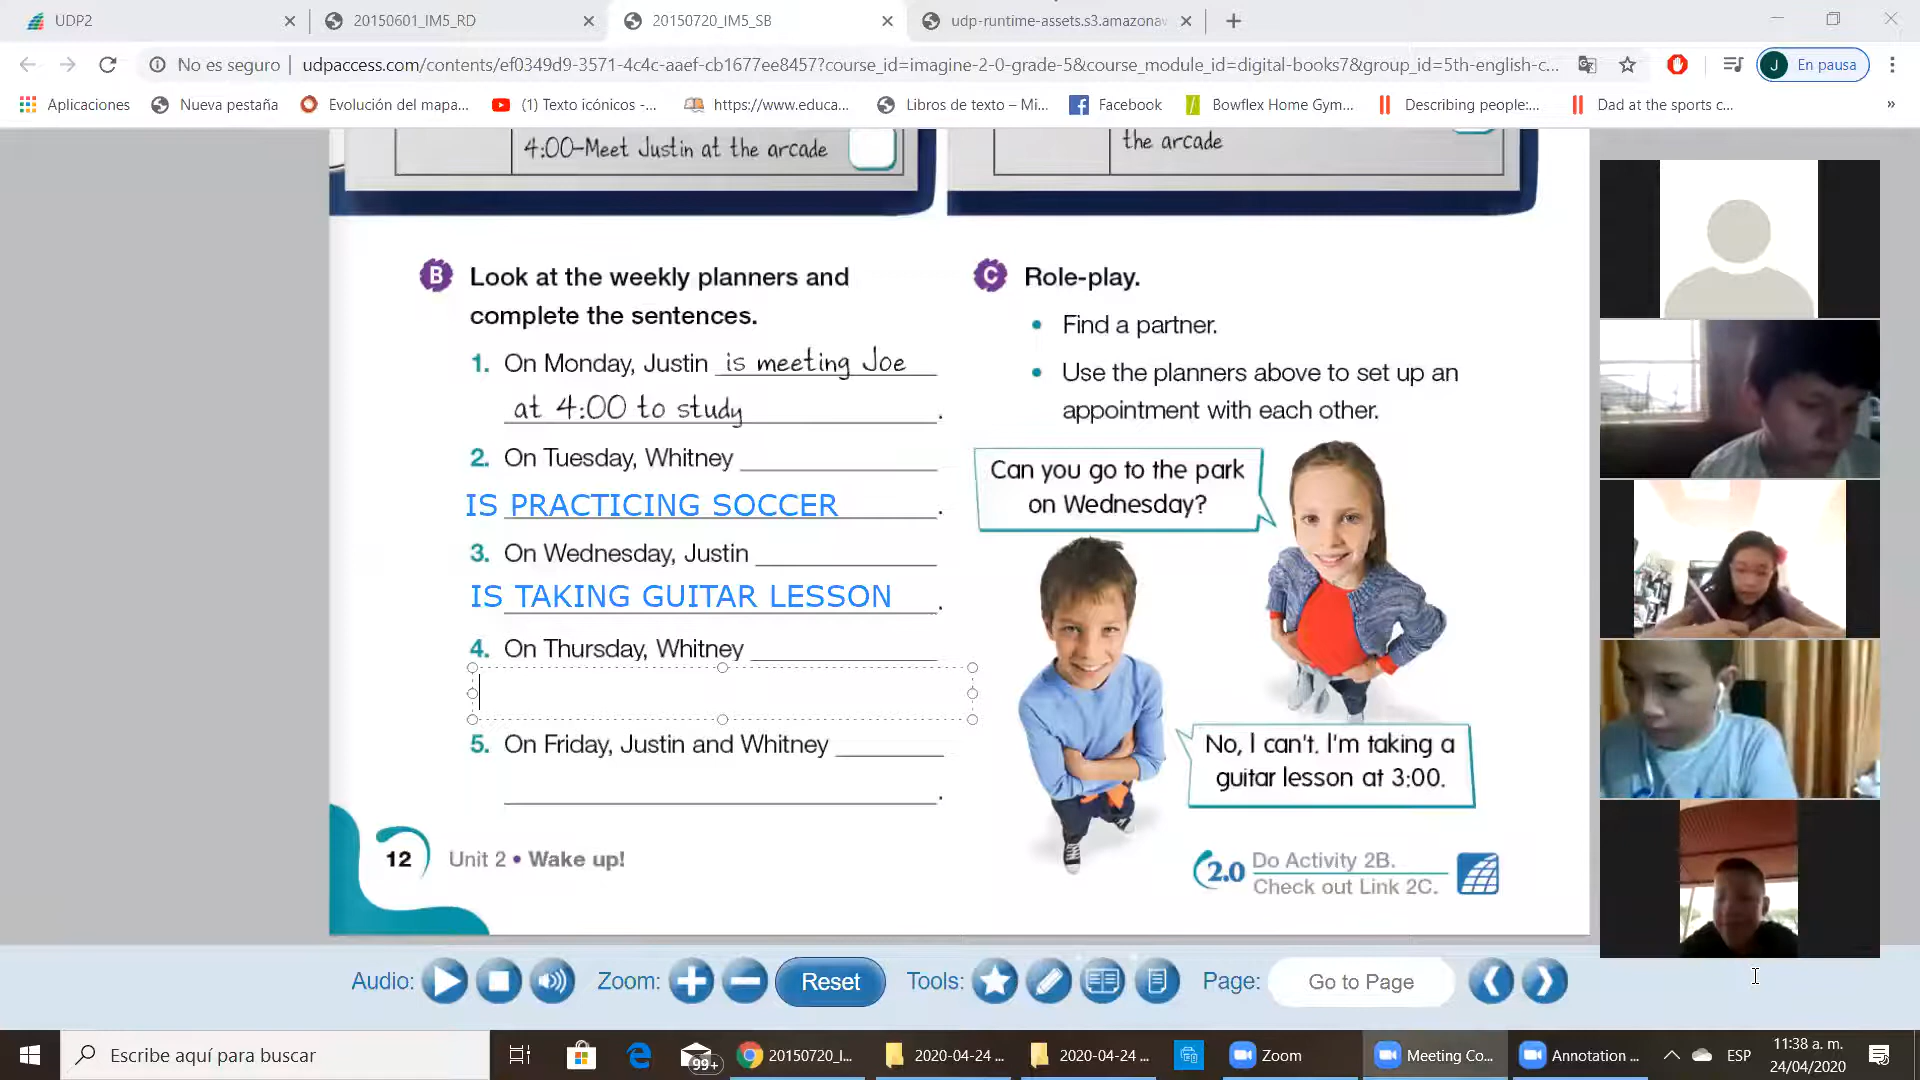 UDP2
20150601_IM5_RD
20150720_IM5_SB
udp-runtime-assets.s3.amazonav
No es seguro
udpaccess.com/contents/ef0349d9-3571-4c4c-aaef-cb1677ee8457?course_id=imagine-2-0-grade-5&course_module_id=digital-books7&group_id=5th-english-c...
J En pausa
Aplicaciones
Nueva pestaña
Evolución del mapa...
(1) Texto icónicos -...
https://www.educa...
Libros de texto – Mi...
Facebook
Bowflex Home Gym...
Describing people:...
Dad at the sports c...
»
4:00-Meet Justin at the arcade
the arcade
B Look at the weekly planners and
complete the sentences.
1. On Monday, Justin is meeting Joe
at 4:00 to study.
2. On Tuesday, Whitney
IS PRACTICING SOCCER.
3. On Wednesday, Justin
IS TAKING GUITAR LESSON.
4. On Thursday, Whitney
5. On Friday, Justin and Whitney
.
C Role-play.
• Find a partner.
• Use the planners above to set up an
appointment with each other.
Can you go to the park
on Wednesday?
No, I can't. I'm taking a
guitar lesson at 3:00.
12 Unit 2 • Wake up!
2.0 Do Activity 2B.
Check out Link 2C.
Audio:
Zoom:
Reset
Tools:
Page:
Go to Page
Escribe aquí para buscar
99+
20150720_I...
2020-04-24 ...
2020-04-24 ...
Zoom
Meeting Co...
Annotation ...
ESP
11:38 a. m.
24/04/2020